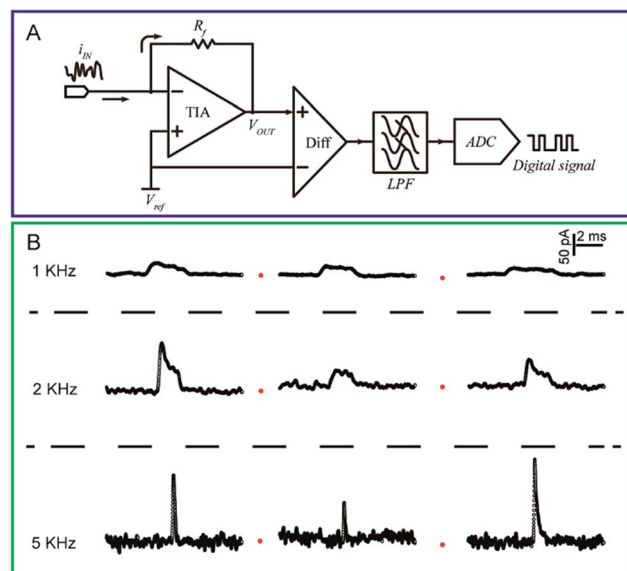 A
R_f
i_IN
TIA
V_OUT
V_ref
Diff
LPF
ADC
Digital signal
B
50 pA
2 ms
1 KHz
2 KHz
5 KHz